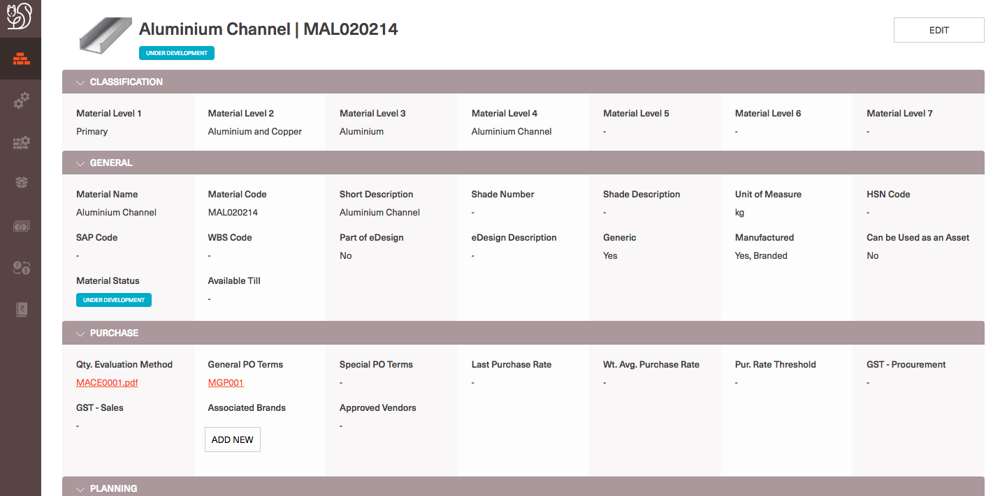 Aluminium Channel | MAL020214
EDIT
UNDER DEVELOPMENT
CLASSIFICATION
Material Level 1 Material Level 2 Material Level 3 Material Level 4 Material Level 5 Material Level 6 Material Level 7
Primary Aluminium and Copper Aluminium Aluminium Channel - - -
GENERAL
Material Name Material Code Short Description Shade Number Shade Description Unit of Measure HSN Code
Aluminium Channel MAL020214 Aluminium Channel - - kg -
SAP Code WBS Code Part of eDesign eDesign Description Generic Manufactured Can be Used as an Asset
- - No - Yes Yes, Branded No
Material Status Available Till
UNDER DEVELOPMENT -
PURCHASE
Qty. Evaluation Method General PO Terms Special PO Terms Last Purchase Rate Wt. Avg. Purchase Rate Pur. Rate Threshold GST - Procurement
MACE0001.pdf MGP001 - - - - -
GST - Sales Associated Brands Approved Vendors
- -
ADD NEW
PLANNING